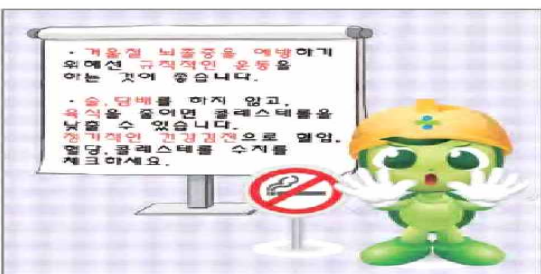 · 겨울철 뇌졸중을 예방하기
위해선 규칙적인 운동을
하는 것이 좋습니다.
· 술,담배를 하지 않고,
육식을 줄이면 콜레스테롤을
낮출 수 있습니다.
정기적인 건강검진으로 혈압,
혈당,콜레스테롤 수치를
체크하세요.